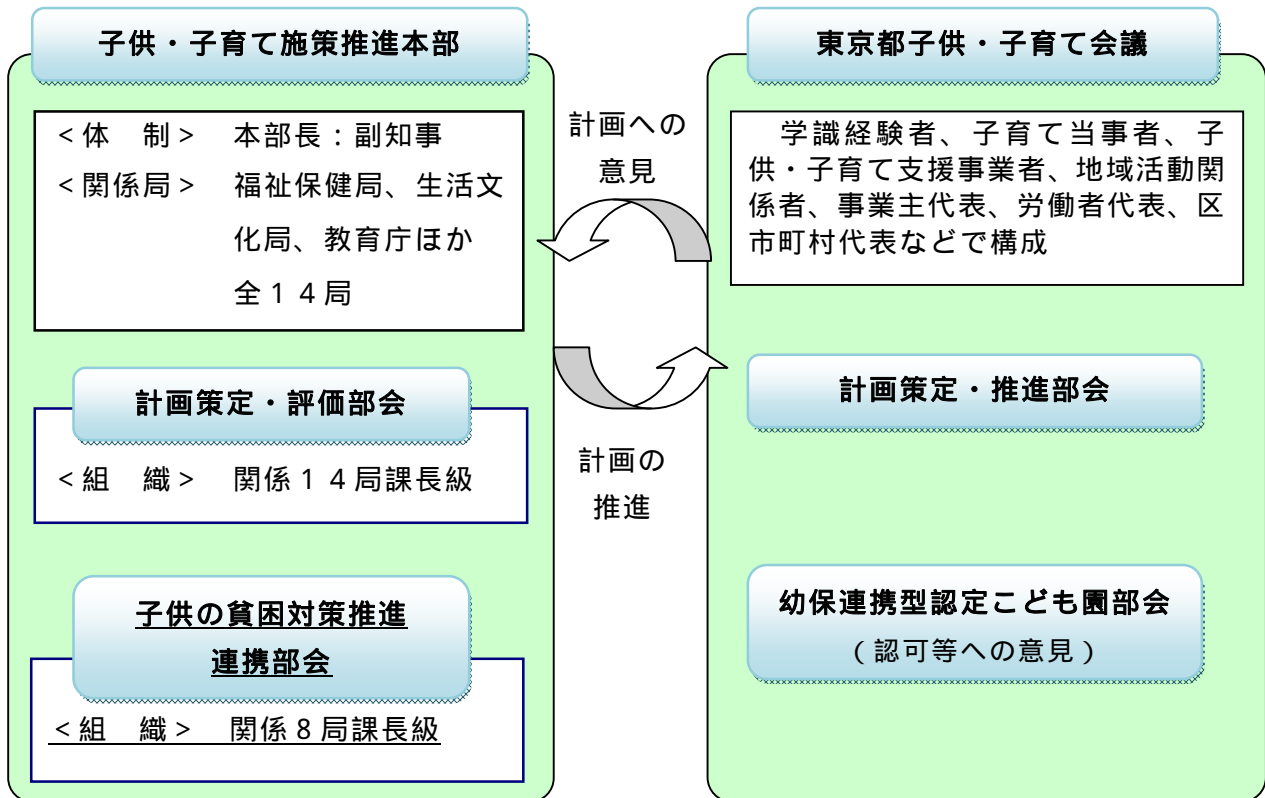 子供・子育て施策推進本部
<体　制>　本部長：副知事
<関係局>　福祉保健局、生活文
化局、教育庁ほか
全１４局
計画策定・評価部会
<組　織>　関係１４局課長級
子供の貧困対策推進
連携部会
<組　織>　関係８局課長級
計画への
意見
計画の
推進
東京都子供・子育て会議
　学識経験者、子育て当事者、子
供・子育て支援事業者、地域活動関
係者、事業主代表、労働者代表、区
市町村代表などで構成
計画策定・推進部会
幼保連携型認定こども園部会
（認可等への意見）